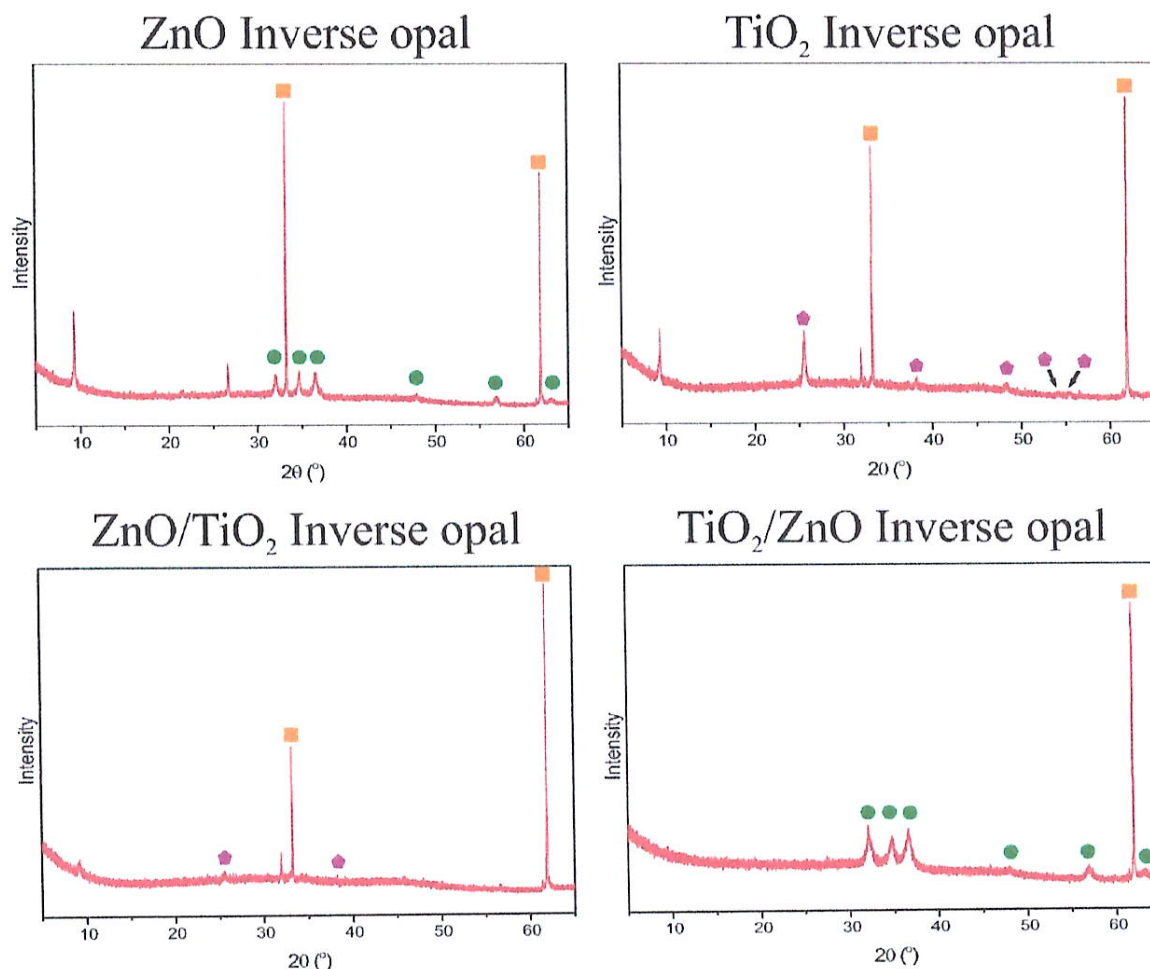 ZnO Inverse opal
TiO₂ Inverse opal
Intensity
10 20 30 40 50 60
2θ (°)
Intensity
10 20 30 40 50 60
2θ (°)
ZnO/TiO₂ Inverse opal
TiO₂/ZnO Inverse opal
Intensity
10 20 30 40 50 60
2θ (°)
Intensity
10 20 30 40 50 60
2θ (°)